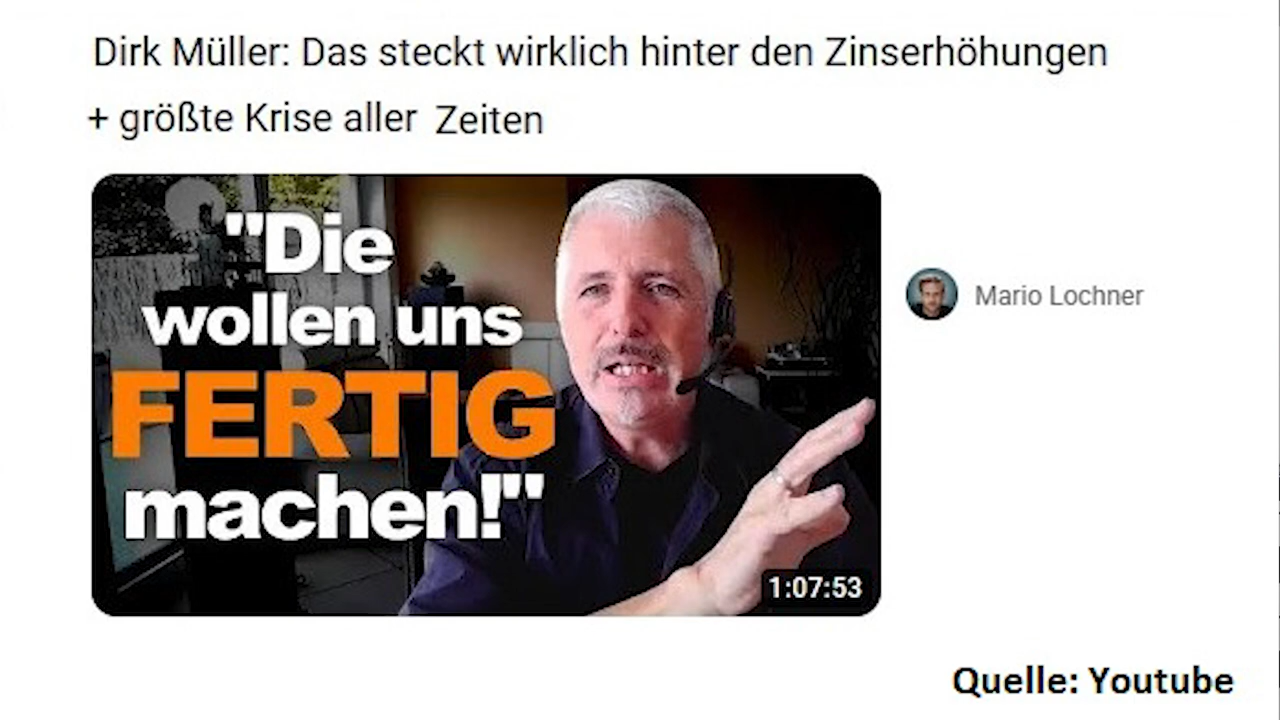 Dirk Müller: Das steckt wirklich hinter den Zinserhöhungen
+ größte Krise aller Zeiten
"Die
wollen uns
FERTIG
machen!"
1:07:53
Mario Lochner
Quelle: Youtube